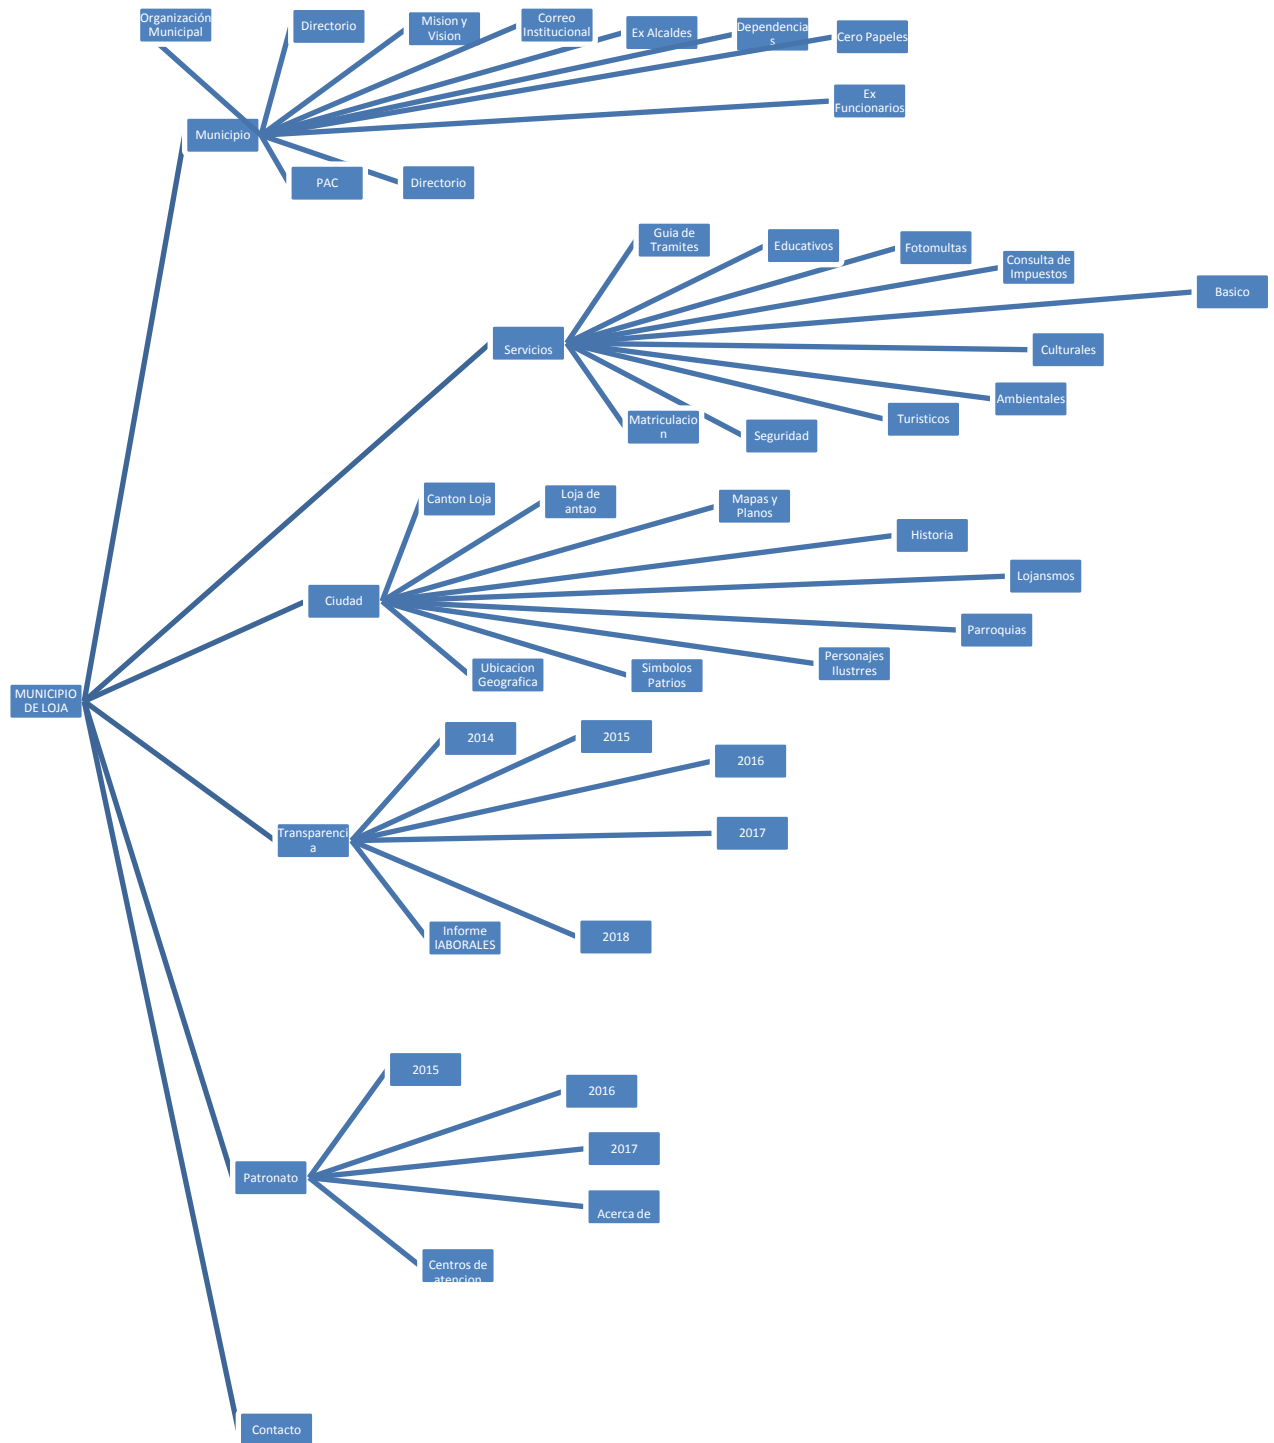 Organización
Municipal
Directorio
Mision y
Vision
Correo
Institucional
Ex Alcaldes
Dependencia
s
Cero Papeles
Ex
Funcionarios
Municipio
PAC
Directorio
Guia de
Tramites
Educativos
Fotomultas
Consulta de
Impuestos
Basico
Servicios
Culturales
Ambientales
Turisticos
Matriculacio
n
Seguridad
Canton Loja
Loja de
antao
Mapas y
Planos
Historia
Lojansmos
Ciudad
Parroquias
Personajes
Ilustrres
Simbolos
Patrios
Ubicacion
Geografica
MUNICIPIO
DE LOJA
2014
2015
2016
2017
Transparenci
a
Informe
lABORALES
2018
2015
2016
2017
Patronato
Acerca de
Centros de
atencion
Contacto